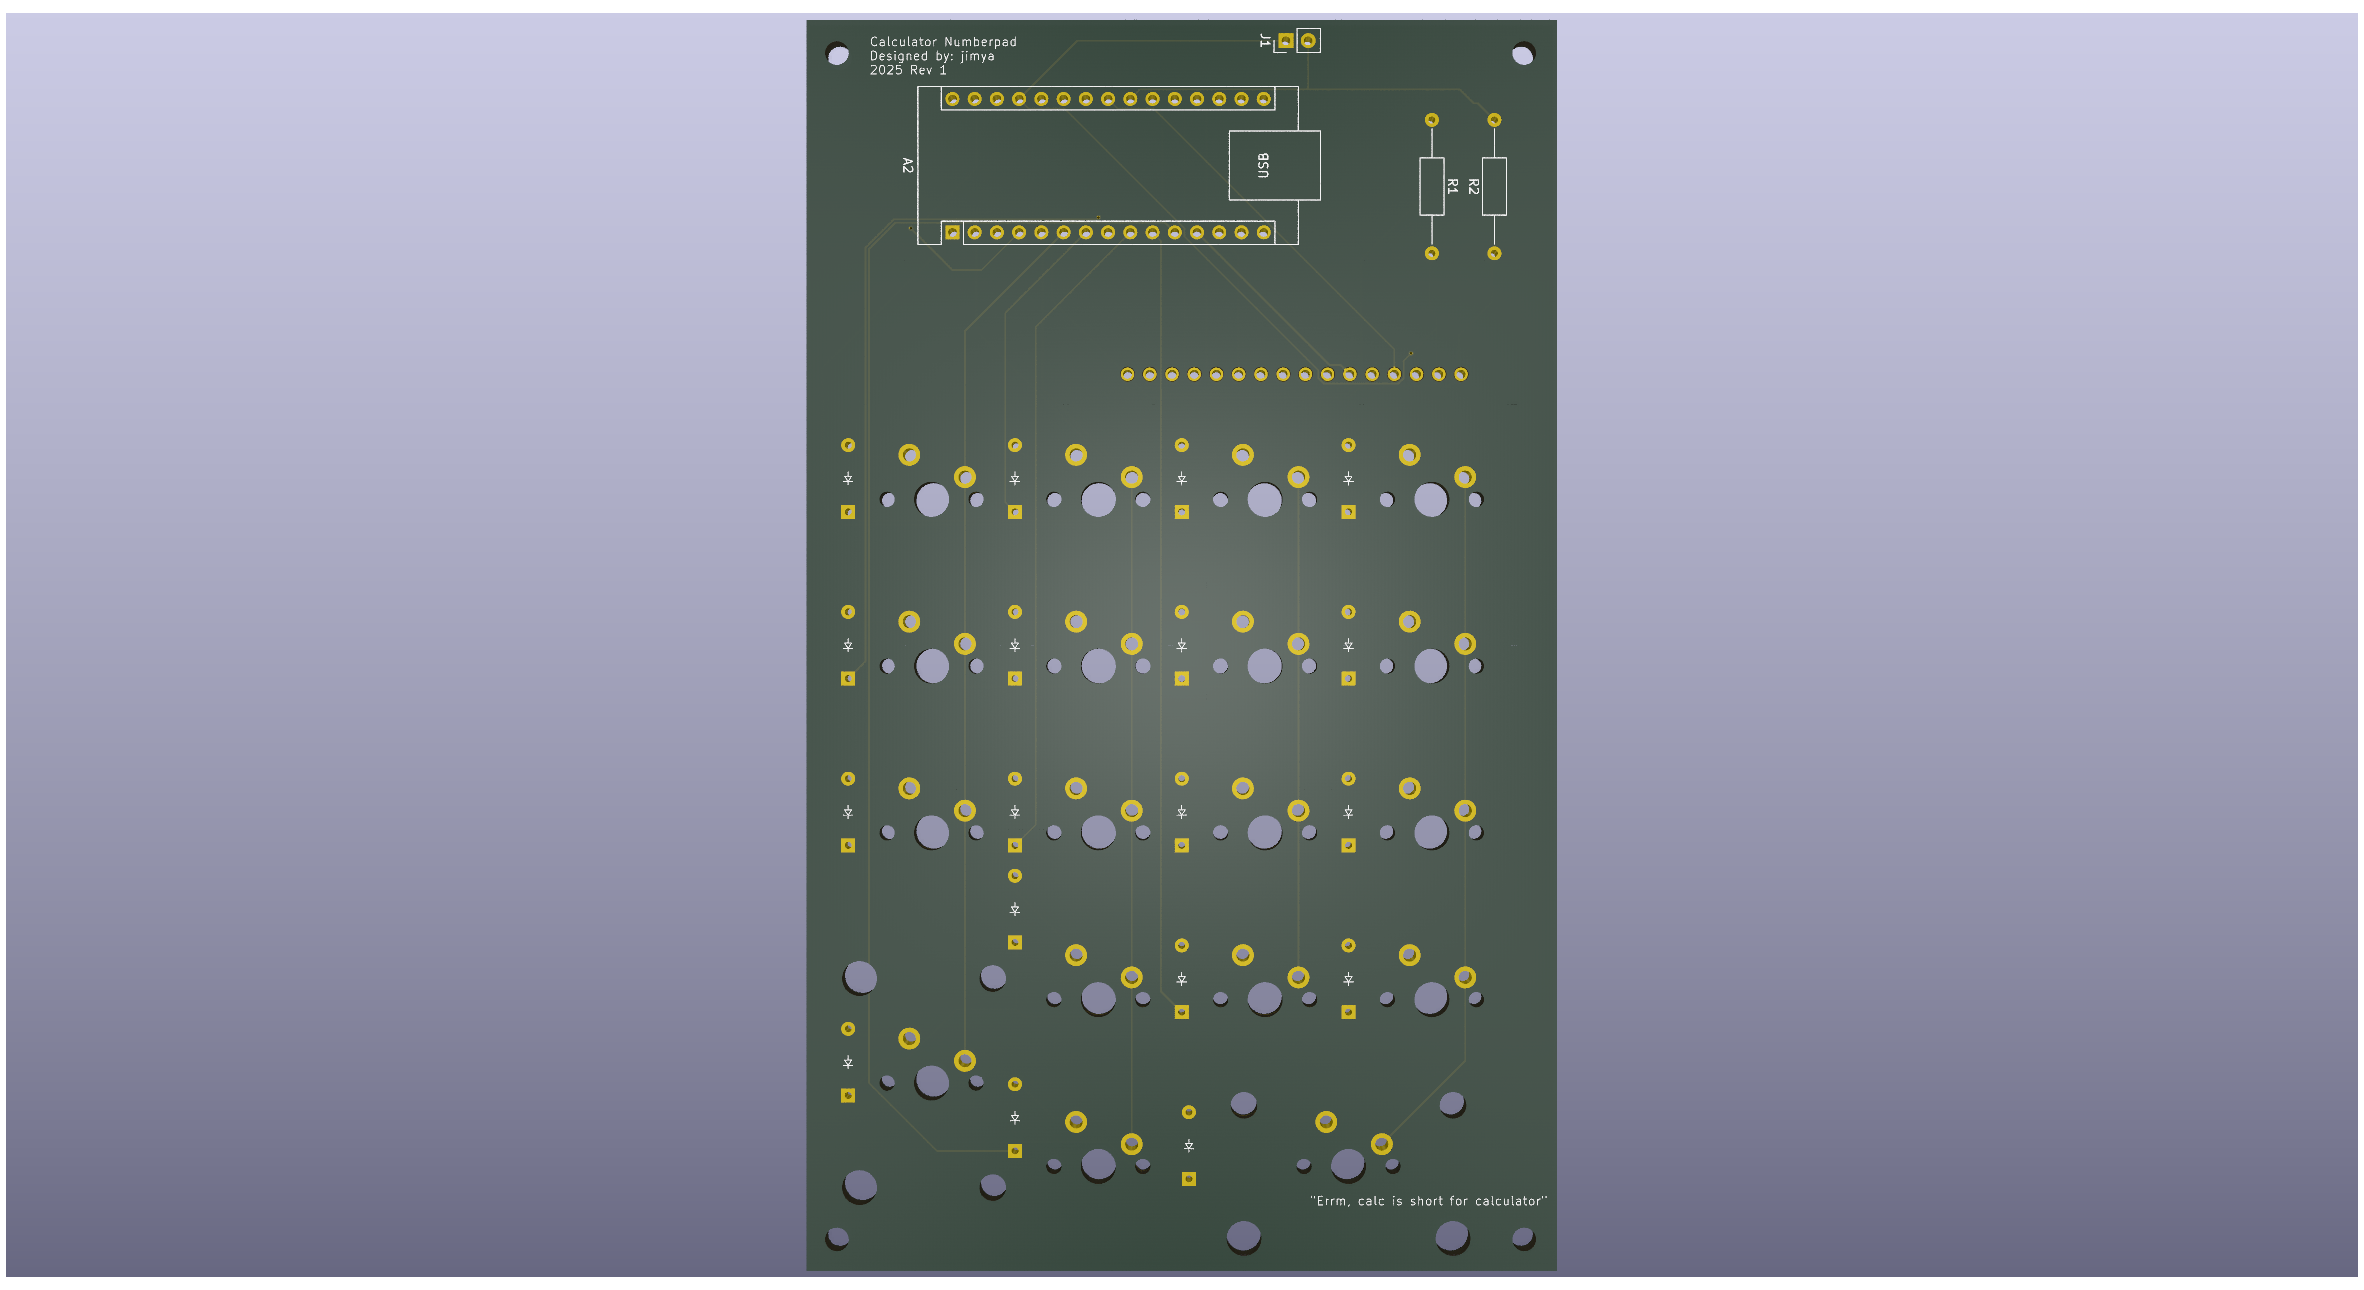 Calculator Numberpad
Designed by: jimya
2025 Rev 1
J1
A2
USB
R1
R2
"Errm, calc is short for calculator"